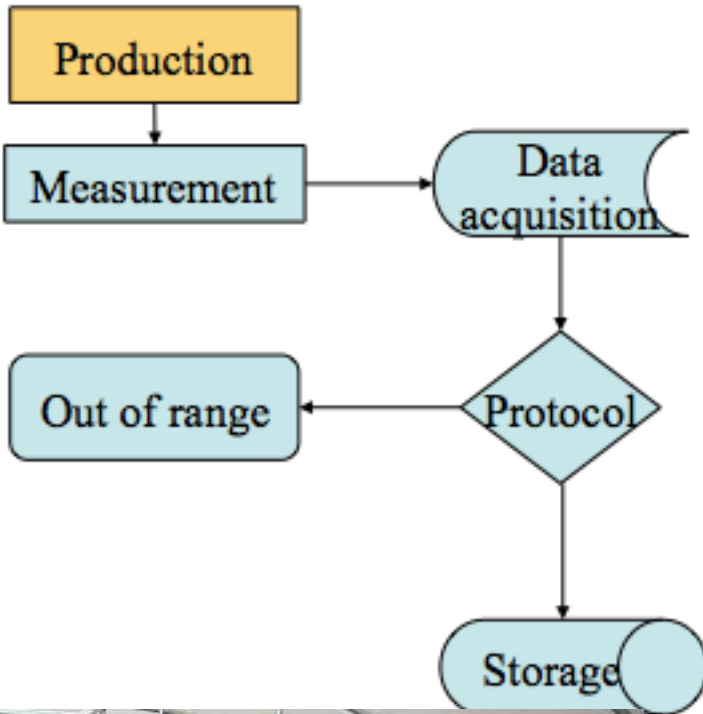 Production
Measurement
Data
acquisition
Out of range
Protocol
Storage